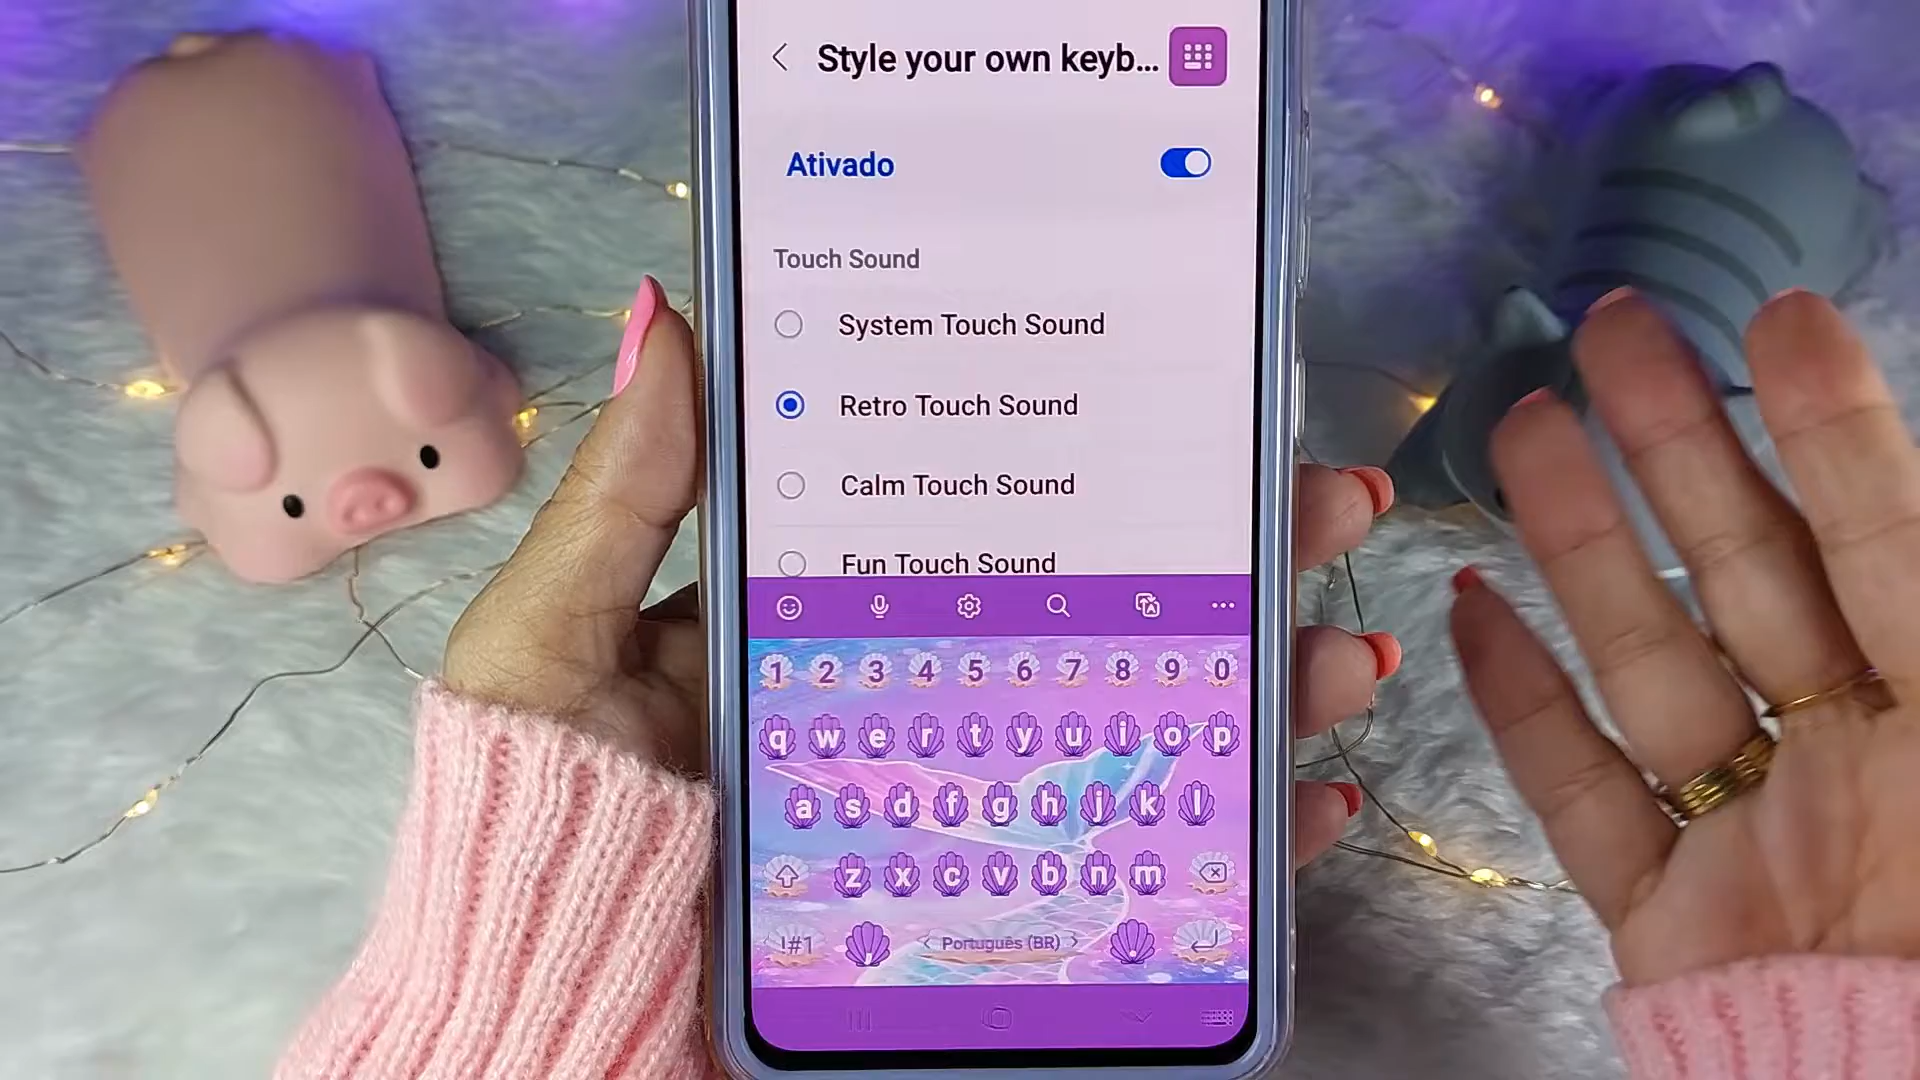 Style your own keyb...
Ativado
Touch Sound
System Touch Sound
Retro Touch Sound
Calm Touch Sound
Fun Touch Sound
1 2 3 4 5 6 7 8 9 0
q w e r t y u i o p
a s d f g h j k l
z x c v b n m
!#1 , < Português (BR) > .